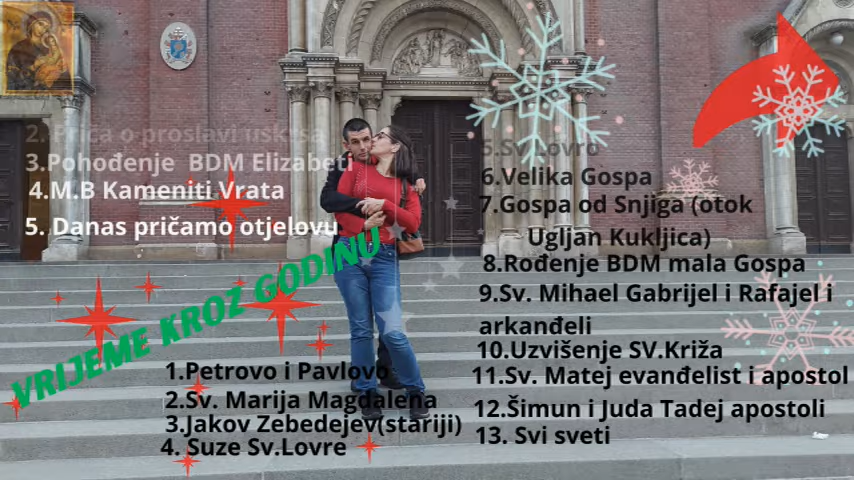 2. Priča o proslavi uskrsa
3.Pohođenje BDM Elizabeti
4.M.B Kameniti Vrata
5. Danas pričamo o tjelovu
VRIJEME KROZ GODINU
1.Petrovo i Pavlovo
2.Sv. Marija Magdalena
3.Jakov Zebedejev(stariji)
4. Suze Sv.Lovre
5.Sv.Lovro
6.Velika Gospa
7.Gospa od Snjiga (otok
Ugljan Kukljica)
8.Rođenje BDM mala Gospa
9.Sv. Mihael Gabrijel i Rafajel i
arkanđeli
10.Uzvišenje SV.Križa
11.Sv. Matej evanđelist i apostol
12.Šimun i Juda Tadej apostoli
13. Svi sveti